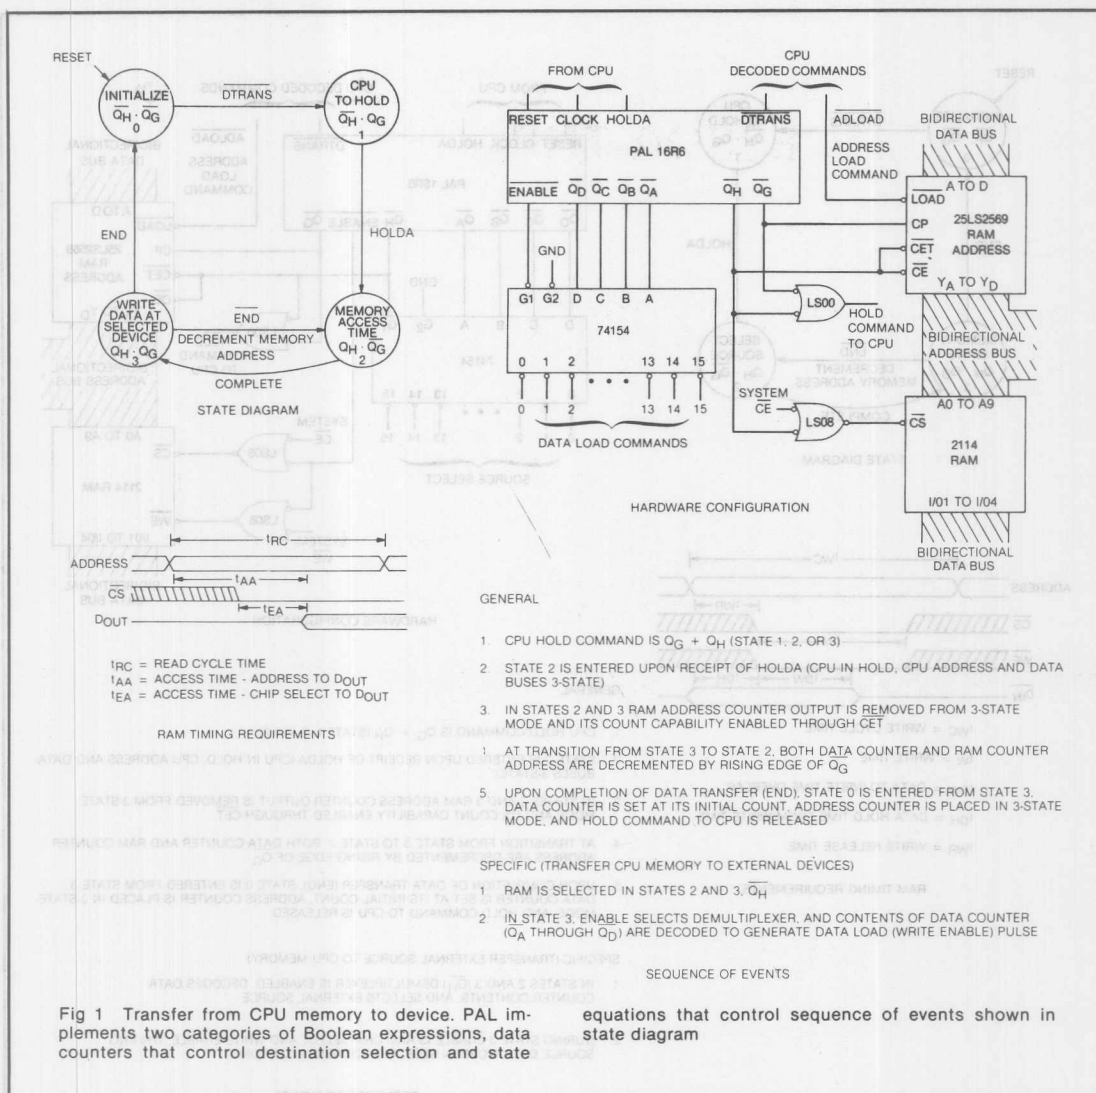 RESET
INITIALIZE
Q̅H · Q̅G
0
D̅T̅R̅A̅N̅S̅
CPU
TO HOLD
Q̅H · QG
1
END
HOLDA
WRITE
DATA AT
SELECTED
DEVICE
QH · QG
3
E̅N̅D̅
DECREMENT MEMORY
ADDRESS
MEMORY
ACCESS
TIME
QH · Q̅G
2
COMPLETE
STATE DIAGRAM
FROM CPU
CPU
DECODED COMMANDS
RESET CLOCK HOLDA
D̅T̅R̅A̅N̅S̅
PAL 16R6
E̅N̅A̅B̅L̅E̅ Q̅D Q̅C Q̅B Q̅A Q̅H Q̅G
A̅D̅L̅O̅A̅D̅
ADDRESS
LOAD
COMMAND
BIDIRECTIONAL
DATA BUS
A TO D
L̅O̅A̅D̅
CP
25LS2569
RAM
ADDRESS
C̅E̅T̅
C̅E̅
YA TO YD
GND
G1 G2 D C B A
74154
0 1 2 13 14 15
0 1 2 • • • 13 14 15
DATA LOAD COMMANDS
LS00
HOLD
COMMAND
TO CPU
BIDIRECTIONAL
ADDRESS BUS
SYSTEM
C̅E̅
LS08
C̅S̅
A0 TO A9
2114
RAM
I/01 TO I/04
BIDIRECTIONAL
DATA BUS
HARDWARE CONFIGURATION
tRC
ADDRESS
tAA
C̅S̅
tEA
DOUT
tRC = READ CYCLE TIME
tAA = ACCESS TIME - ADDRESS TO DOUT
tEA = ACCESS TIME - CHIP SELECT TO DOUT
RAM TIMING REQUIREMENTS
GENERAL
1. CPU HOLD COMMAND IS QG + QH (STATE 1, 2, OR 3)
2. STATE 2 IS ENTERED UPON RECEIPT OF HOLDA (CPU IN HOLD, CPU ADDRESS AND DATA
BUSES 3-STATE)
3. IN STATES 2 AND 3 RAM ADDRESS COUNTER OUTPUT IS REMOVED FROM 3-STATE
MODE AND ITS COUNT CAPABILITY ENABLED THROUGH C̅E̅T̅
AT TRANSITION FROM STATE 3 TO STATE 2, BOTH DATA COUNTER AND RAM COUNTER
ADDRESS ARE DECREMENTED BY RISING EDGE OF Q̅G
5. UPON COMPLETION OF DATA TRANSFER (END), STATE 0 IS ENTERED FROM STATE 3,
DATA COUNTER IS SET AT ITS INITIAL COUNT, ADDRESS COUNTER IS PLACED IN 3-STATE
MODE, AND HOLD COMMAND TO CPU IS RELEASED
SPECIFIC (TRANSFER CPU MEMORY TO EXTERNAL DEVICES)
1. RAM IS SELECTED IN STATES 2 AND 3, Q̅H
2. IN STATE 3, ENABLE SELECTS DEMULTIPLEXER, AND CONTENTS OF DATA COUNTER
(Q̅A THROUGH Q̅D) ARE DECODED TO GENERATE DATA LOAD (WRITE ENABLE) PULSE
SEQUENCE OF EVENTS
Fig 1 Transfer from CPU memory to device. PAL im-
plements two categories of Boolean expressions, data
counters that control destination selection and state
equations that control sequence of events shown in
state diagram